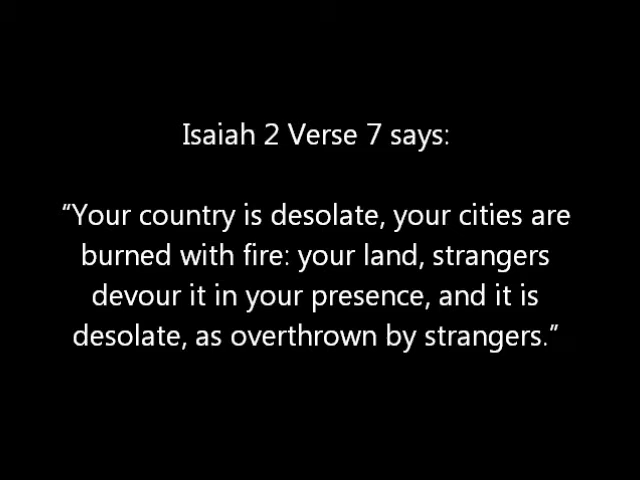 Isaiah 2 Verse 7 says:
“Your country is desolate, your cities are
burned with fire: your land, strangers
devour it in your presence, and it is
desolate, as overthrown by strangers.”